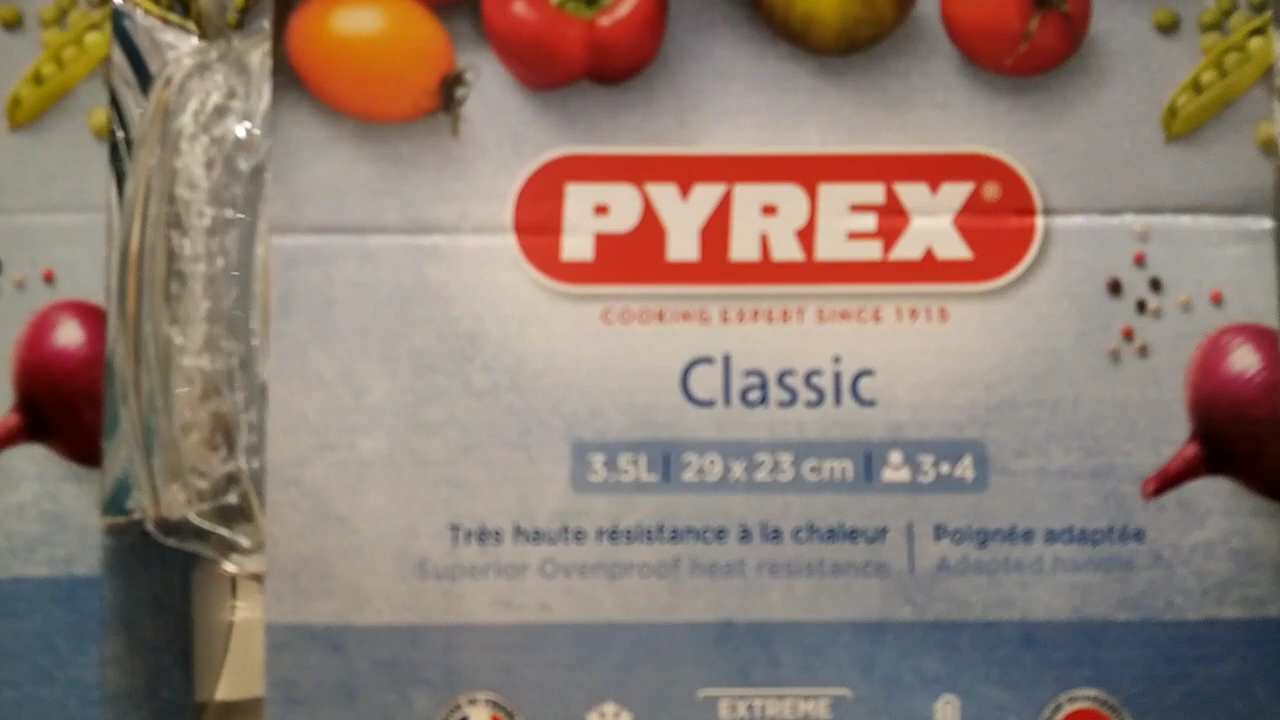 PYREX®
COOKING EXPERT SINCE 1915
Classic
3.5L | 29 x 23 cm | 3•4
Très haute résistance à la chaleur | Poignée adaptée
Superior Ovenproof heat resistance | Adapted handle
EXTREME